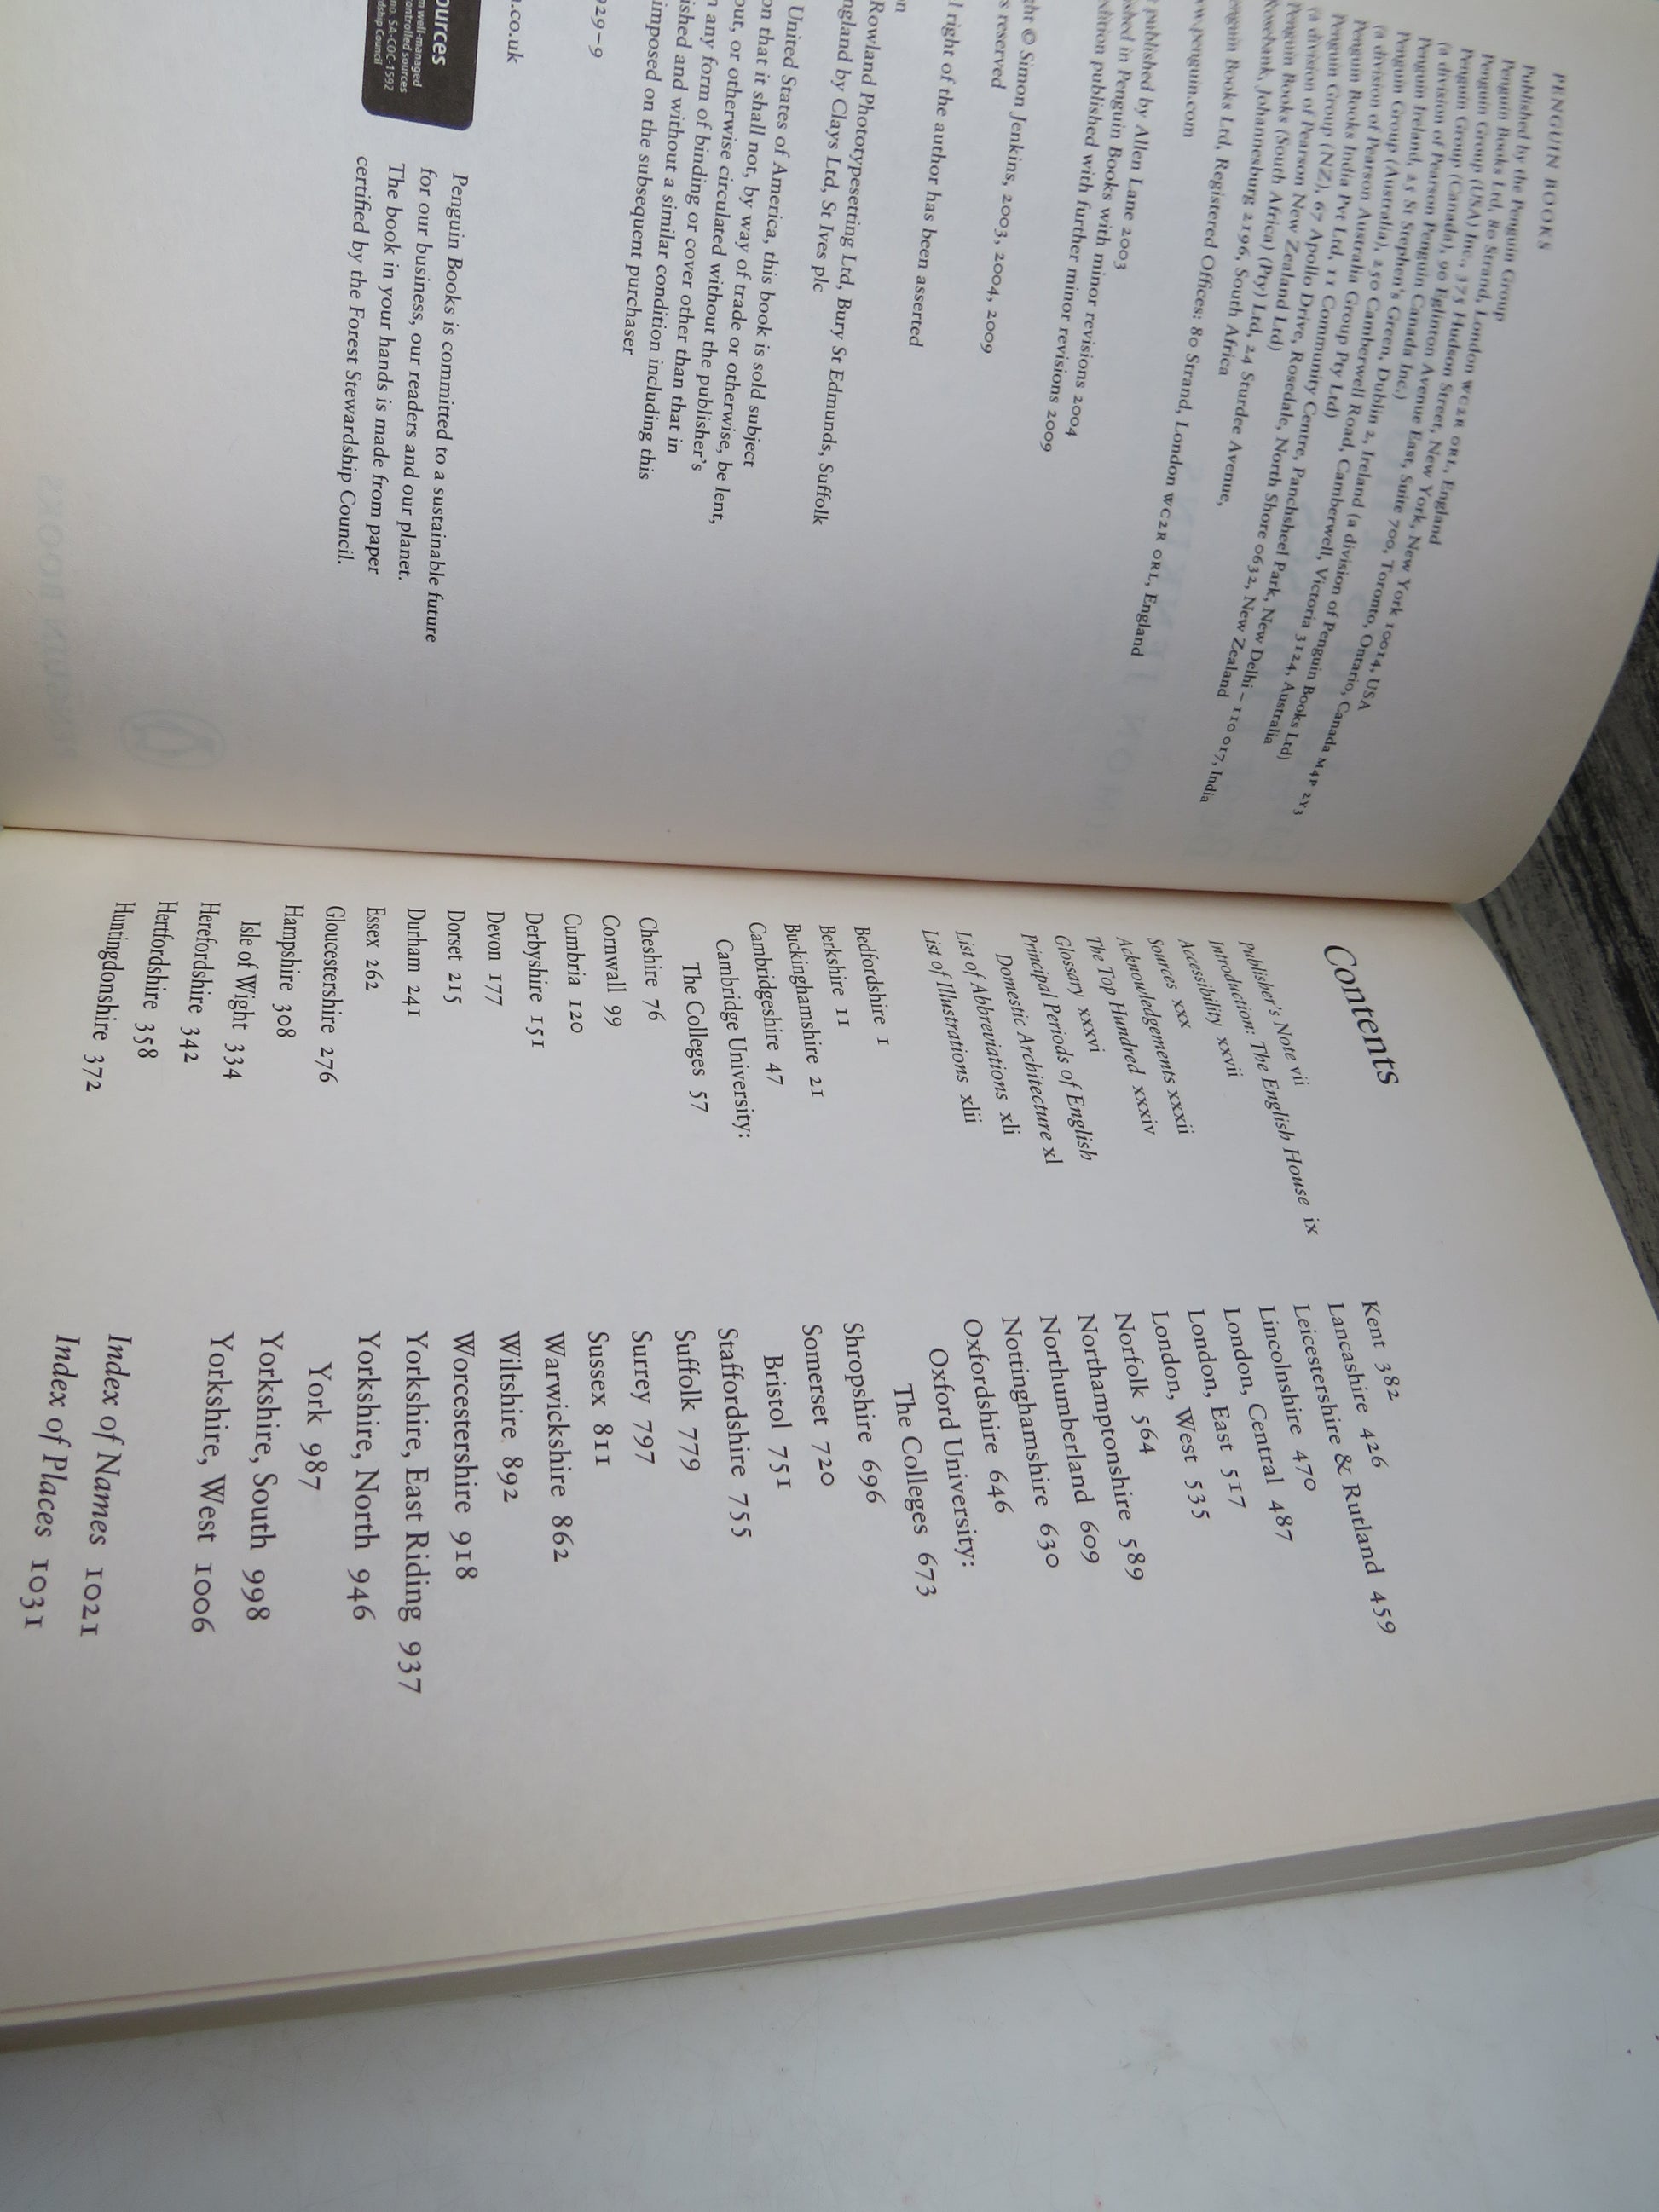 PENGUIN BOOKS
Published by the Penguin Group
Penguin Books Ltd, 80 Strand, London WC2R 0RL, England
Penguin Group (USA) Inc., 375 Hudson Street, New York, New York 10014, USA
Penguin Group (Canada), 90 Eglinton Avenue East, Suite 700, Toronto, Ontario, Canada M4P 2Y3
(a division of Pearson Penguin Canada Inc.)
Penguin Ireland, 25 St Stephen's Green, Dublin 2, Ireland (a division of Penguin Books Ltd)
Penguin Group (Australia), 250 Camberwell Road, Camberwell, Victoria 3124, Australia
(a division of Pearson Australia Group Pty Ltd)
Penguin Books India Pvt Ltd, 11 Community Centre, Panchsheel Park, New Delhi – 110 017, India
Penguin Group (NZ), 67 Apollo Drive, Rosedale, North Shore 0632, New Zealand
(a division of Pearson New Zealand Ltd)
Penguin Books (South Africa) (Pty) Ltd, 24 Sturdee Avenue,
Rosebank, Johannesburg 2196, South Africa
enguin Books Ltd, Registered Offices: 80 Strand, London WC2R 0RL, England
w.penguin.com
published by Allen Lane 2003
shed in Penguin Books with minor revisions 2004
dition published with further minor revisions 2009
ght © Simon Jenkins, 2003, 2004, 2009
s reserved
l right of the author has been asserted
on
Rowland Phototypesetting Ltd, Bury St Edmunds, Suffolk
ngland by Clays Ltd, St Ives plc
United States of America, this book is sold subject
on that it shall not, by way of trade or otherwise, be lent,
out, or otherwise circulated without the publisher's
n any form of binding or cover other than that in
ished and without a similar condition including this
imposed on the subsequent purchaser
929–9
.co.uk
ources
m well-managed
ontrolled sources
no. SA-COC-1592
dship Council
Penguin Books is committed to a sustainable future
for our business, our readers and our planet.
The book in your hands is made from paper
certified by the Forest Stewardship Council.
Contents
Publisher's Note vii
Introduction: The English House ix
Accessibility xxvii
Sources xxx
Acknowledgements xxxii
The Top Hundred xxxiv
Glossary xxxvi
Principal Periods of English
Domestic Architecture xl
List of Abbreviations xli
List of Illustrations xlii
Bedfordshire 1
Berkshire 11
Buckinghamshire 21
Cambridgeshire 47
Cambridge University:
The Colleges 57
Cheshire 76
Cornwall 99
Cumbria 120
Derbyshire 151
Devon 177
Dorset 215
Durham 241
Essex 262
Gloucestershire 276
Hampshire 308
Isle of Wight 334
Herefordshire 342
Hertfordshire 358
Huntingdonshire 372
Kent 382
Lancashire 426
Leicestershire & Rutland 459
Lincolnshire 470
London, Central 487
London, East 517
London, West 535
Norfolk 564
Northamptonshire 589
Northumberland 609
Nottinghamshire 630
Oxfordshire 646
Oxford University:
The Colleges 673
Shropshire 696
Somerset 720
Bristol 751
Staffordshire 755
Suffolk 779
Surrey 797
Sussex 811
Warwickshire 862
Wiltshire 892
Worcestershire 918
Yorkshire, East Riding 937
Yorkshire, North 946
York 987
Yorkshire, South 998
Yorkshire, West 1006
Index of Names 1021
Index of Places 1031